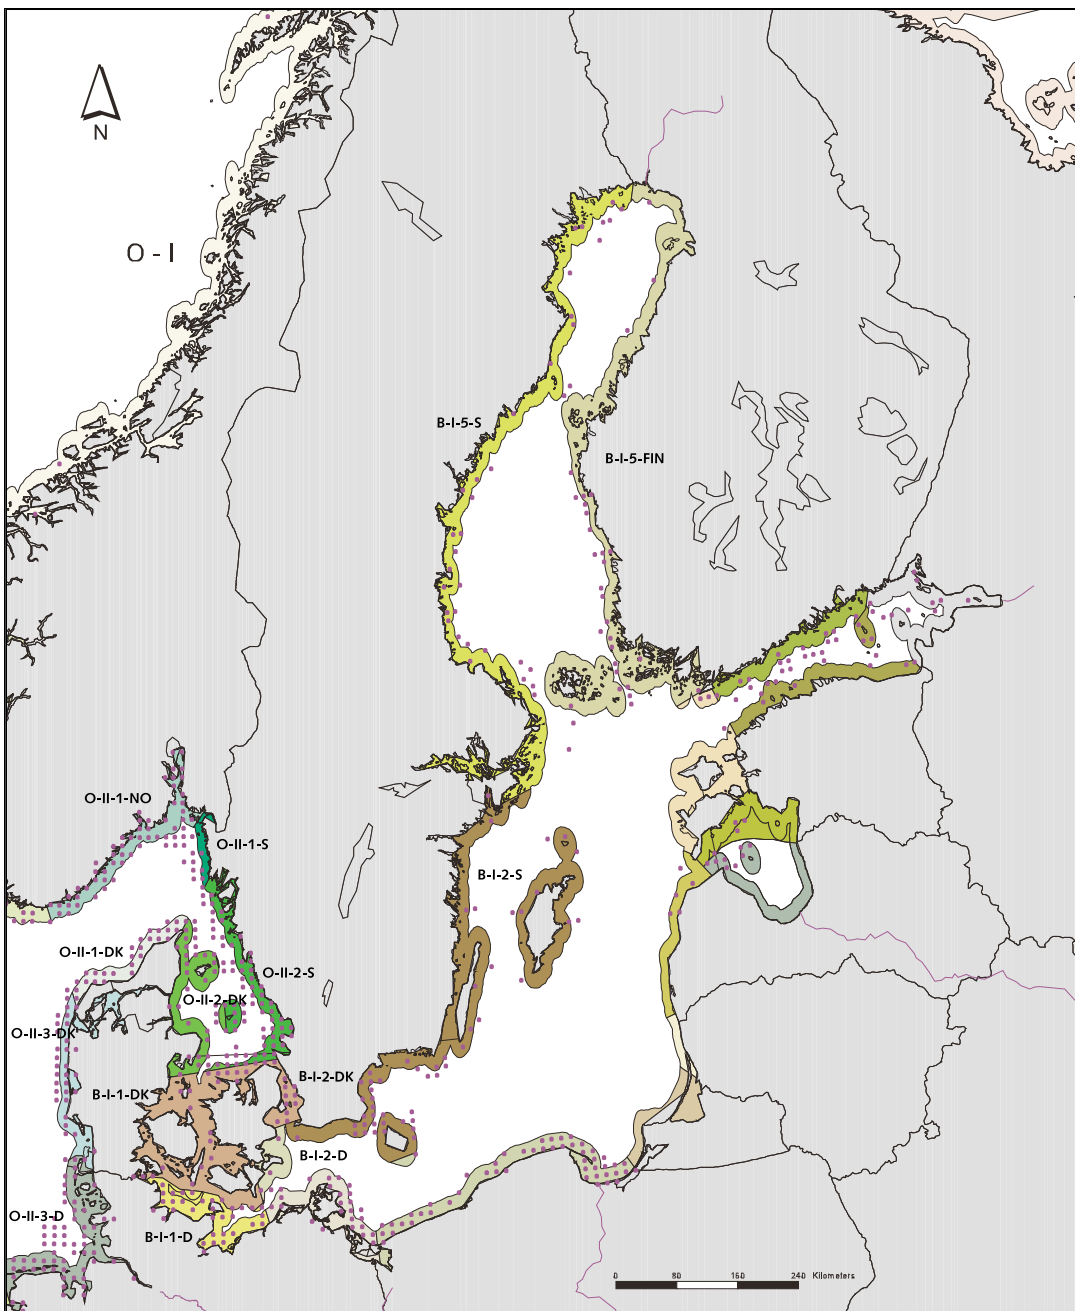 N
O - I
B-I-5-S
B-I-5-FIN
O-II-1-NO
O-II-1-S
B-I-2-S
O-II-1-DK
O-II-2-S
O-II-2-DK
O-II-3-DK
B-I-2-DK
B-I-1-DK
B-I-2-D
O-II-3-D
B-I-1-D
0 80 160 240 Kilometers